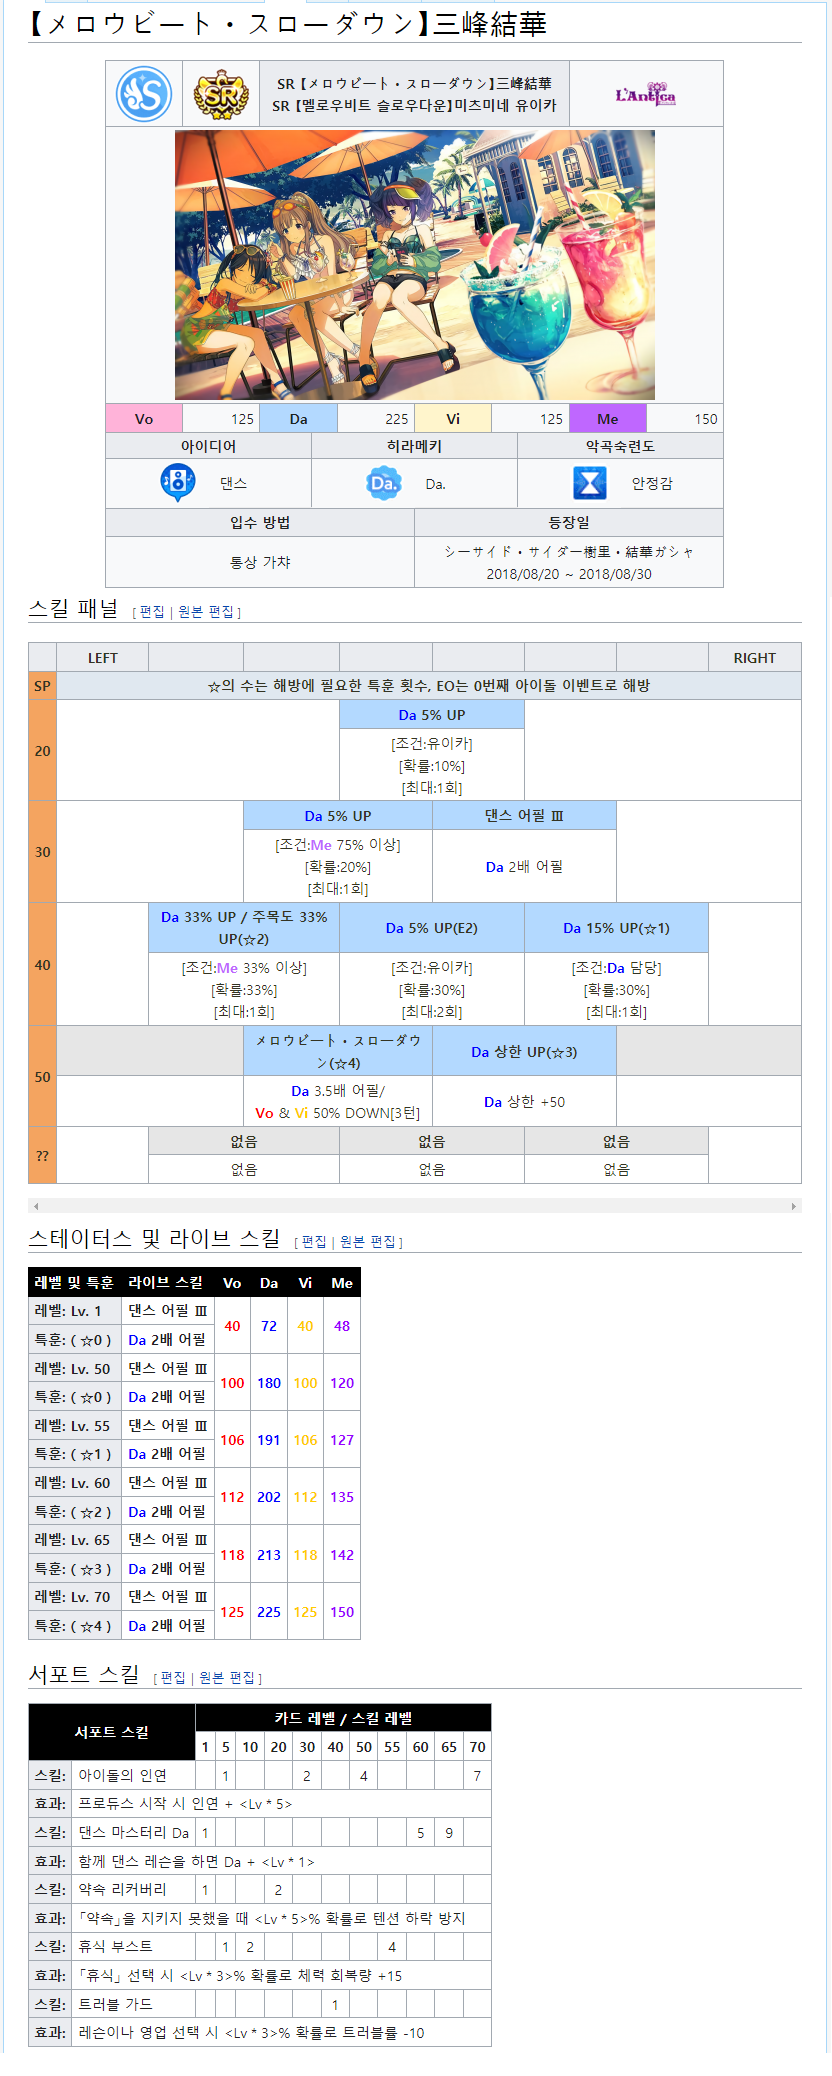 【メロウビート・スローダウン】三峰結華
S SR SR【メロウビート・スローダウン】三峰結華 L'Antica
SR【멜로우비트 슬로우다운】미츠미네 유이카
Vo 125 Da 225 Vi 125 Me 150
아이디어 히라메키 악곡숙련도
댄스 Da. Da. 안정감
입수 방법 등장일
통상 가챠 シーサイド・サイダー樹里・結華ガシャ
2018/08/20 ~ 2018/08/30
스킬 패널 [ 편집 | 원본 편집 ]
LEFT RIGHT
SP ☆의 수는 해방에 필요한 특훈 횟수, EO는 0번째 아이돌 이벤트로 해방
20 Da 5% UP
[조건:유이카]
[확률:10%]
[최대:1회]
30 Da 5% UP 댄스 어필 Ⅲ
[조건:Me 75% 이상] Da 2배 어필
[확률:20%]
[최대:1회]
40 Da 33% UP / 주목도 33% Da 5% UP(E2) Da 15% UP(☆1)
UP(☆2)
[조건:Me 33% 이상] [조건:유이카] [조건:Da 담당]
[확률:33%] [확률:30%] [확률:30%]
[최대:1회] [최대:2회] [최대:1회]
50 メロウビート・スローダウ Da 상한 UP(☆3)
ン(☆4)
Da 3.5배 어필/ Da 상한 +50
Vo & Vi 50% DOWN[3턴]
?? 없음 없음 없음
없음 없음 없음
스테이터스 및 라이브 스킬 [ 편집 | 원본 편집 ]
레벨 및 특훈 라이브 스킬 Vo Da Vi Me
레벨: Lv. 1 댄스 어필 Ⅲ 40 72 40 48
특훈: ( ☆0 ) Da 2배 어필
레벨: Lv. 50 댄스 어필 Ⅲ 100 180 100 120
특훈: ( ☆0 ) Da 2배 어필
레벨: Lv. 55 댄스 어필 Ⅲ 106 191 106 127
특훈: ( ☆1 ) Da 2배 어필
레벨: Lv. 60 댄스 어필 Ⅲ 112 202 112 135
특훈: ( ☆2 ) Da 2배 어필
레벨: Lv. 65 댄스 어필 Ⅲ 118 213 118 142
특훈: ( ☆3 ) Da 2배 어필
레벨: Lv. 70 댄스 어필 Ⅲ 125 225 125 150
특훈: ( ☆4 ) Da 2배 어필
서포트 스킬 [ 편집 | 원본 편집 ]
서포트 스킬 카드 레벨 / 스킬 레벨
1 5 10 20 30 40 50 55 60 65 70
스킬: 아이돌의 인연 1 2 4 7
효과: 프로듀스 시작 시 인연 + <Lv * 5>
스킬: 댄스 마스터리 Da 1 5 9
효과: 함께 댄스 레슨을 하면 Da + <Lv * 1>
스킬: 약속 리커버리 1 2
효과: 「약속」을 지키지 못했을 때 <Lv * 5>% 확률로 텐션 하락 방지
스킬: 휴식 부스트 1 2 4
효과: 「휴식」 선택 시 <Lv * 3>% 확률로 체력 회복량 +15
스킬: 트러블 가드 1
효과: 레슨이나 영업 선택 시 <Lv * 3>% 확률로 트러블률 -10